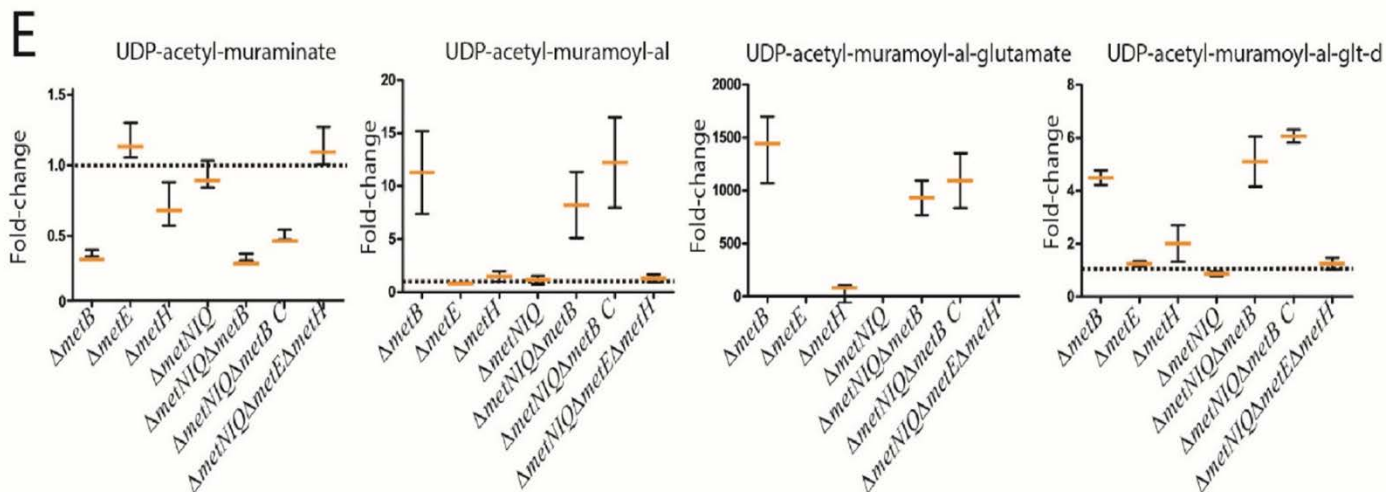 E
UDP-acetyl-muraminate
Fold-change
1.5
1.0
0.5
0
ΔmetB
ΔmetE
ΔmetH
ΔmetNIQ
ΔmetNIQΔmetB
ΔmetNIQΔmetB C
ΔmetNIQΔmetEΔmetH
UDP-acetyl-muramoyl-al
Fold-change
20
15
10
5
0
ΔmetB
ΔmetE
ΔmetH
ΔmetNIQ
ΔmetNIQΔmetB
ΔmetNIQΔmetB C
ΔmetNIQΔmetEΔmetH
UDP-acetyl-muramoyl-al-glutamate
Fold-change
2000
1500
1000
500
0
ΔmetB
ΔmetE
ΔmetH
ΔmetNIQ
ΔmetNIQΔmetB
ΔmetNIQΔmetB C
ΔmetNIQΔmetEΔmetH
UDP-acetyl-muramoyl-al-glt-d
Fold-change
8
6
4
2
0
ΔmetB
ΔmetE
ΔmetH
ΔmetNIQ
ΔmetNIQΔmetB
ΔmetNIQΔmetB C
ΔmetNIQΔmetEΔmetH